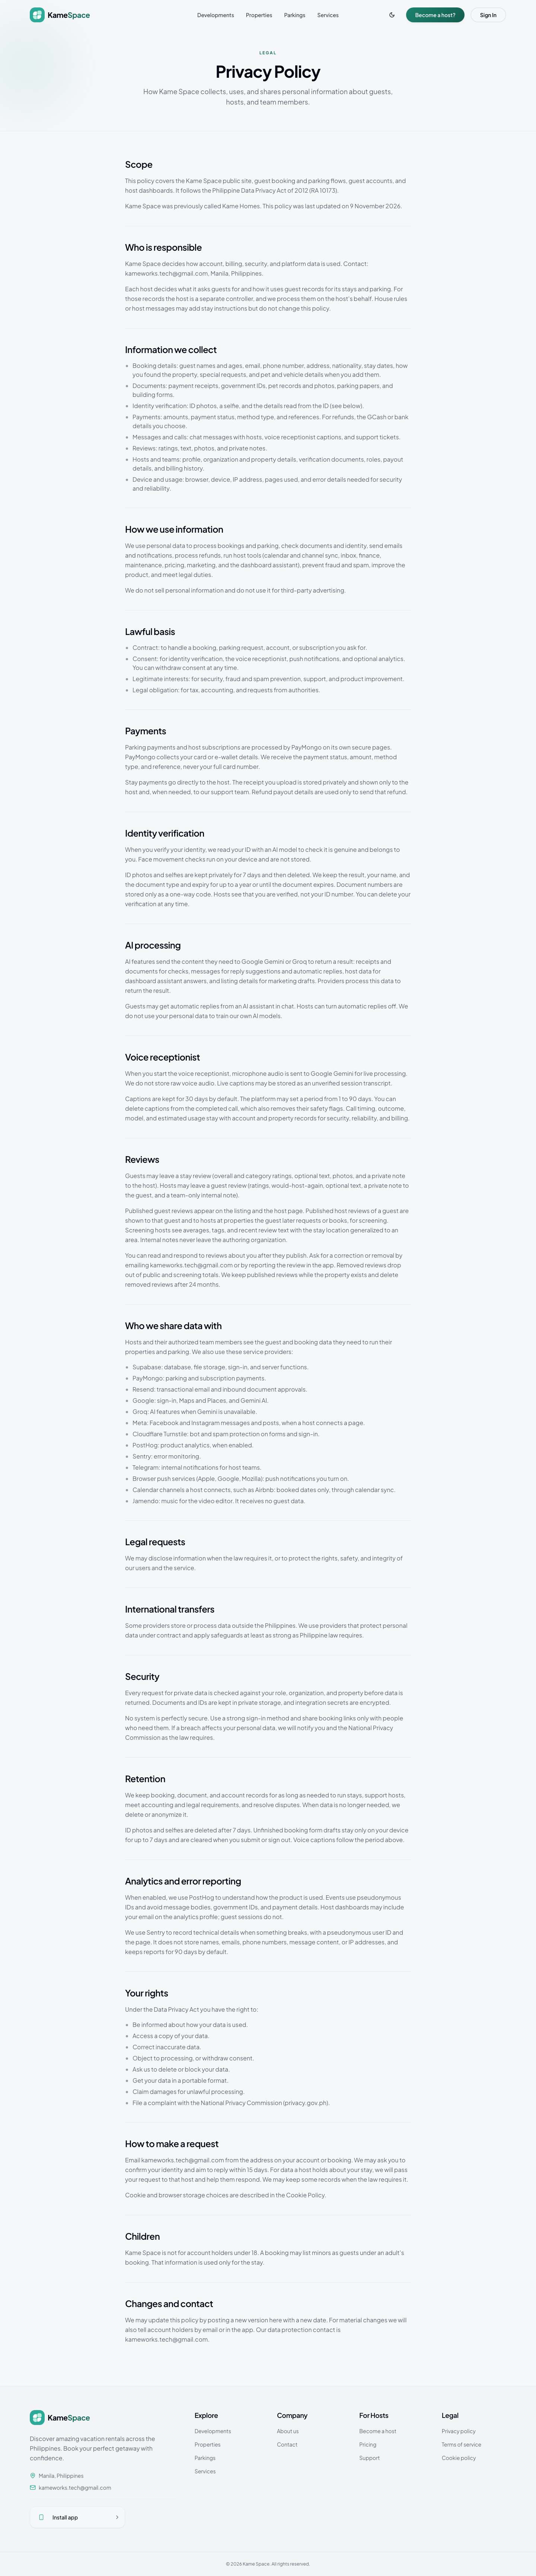 KameSpace
Developments
Properties
Parkings
Services
Become a host?
Sign In
LEGAL
Privacy Policy
How Kame Space collects, uses, and shares personal information about guests,
hosts, and team members.
Scope
This policy covers the Kame Space public site, guest booking and parking flows, guest accounts, and
host dashboards. It follows the Philippine Data Privacy Act of 2012 (RA 10173).
Kame Space was previously called Kame Homes. This policy was last updated on 9 November 2026.
Who is responsible
Kame Space decides how account, billing, security, and platform data is used. Contact:
kameworks.tech@gmail.com, Manila, Philippines.
Each host decides what it asks guests for and how it uses guest records for its stays and parking. For
those records the host is a separate controller, and we process them on the host's behalf. House rules
or host messages may add stay instructions but do not change this policy.
Information we collect
• Booking details: guest names and ages, email, phone number, address, nationality, stay dates, how
you found the property, special requests, and pet and vehicle details when you add them.
• Documents: payment receipts, government IDs, pet records and photos, parking papers, and
building forms.
• Identity verification: ID photos, a selfie, and the details read from the ID (see below).
• Payments: amounts, payment status, method type, and references. For refunds, the GCash or bank
details you choose.
• Messages and calls: chat messages with hosts, voice receptionist captions, and support tickets.
• Reviews: ratings, text, photos, and private notes.
• Hosts and teams: profile, organization and property details, verification documents, roles, payout
details, and billing history.
• Device and usage: browser, device, IP address, pages used, and error details needed for security
and reliability.
How we use information
We use personal data to process bookings and parking, check documents and identity, send emails
and notifications, process refunds, run host tools (calendar and channel sync, inbox, finance,
maintenance, pricing, marketing, and the dashboard assistant), prevent fraud and spam, improve the
product, and meet legal duties.
We do not sell personal information and do not use it for third-party advertising.
Lawful basis
• Contract: to handle a booking, parking request, account, or subscription you ask for.
• Consent: for identity verification, the voice receptionist, push notifications, and optional analytics.
You can withdraw consent at any time.
• Legitimate interests: for security, fraud and spam prevention, support, and product improvement.
• Legal obligation: for tax, accounting, and requests from authorities.
Payments
Parking payments and host subscriptions are processed by PayMongo on its own secure pages.
PayMongo collects your card or e-wallet details. We receive the payment status, amount, method
type, and reference, never your full card number.
Stay payments go directly to the host. The receipt you upload is stored privately and shown only to the
host and, when needed, to our support team. Refund payout details are used only to send that refund.
Identity verification
When you verify your identity, we read your ID with an AI model to check it is genuine and belongs to
you. Face movement checks run on your device and are not stored.
ID photos and selfies are kept privately for 7 days and then deleted. We keep the result, your name, and
the document type and expiry for up to a year or until the document expires. Document numbers are
stored only as a one-way code. Hosts see that you are verified, not your ID number. You can delete your
verification at any time.
AI processing
AI features send the content they need to Google Gemini or Groq to return a result: receipts and
documents for checks, messages for reply suggestions and automatic replies, host data for
dashboard assistant answers, and listing details for marketing drafts. Providers process this data to
return the result.
Guests may get automatic replies from an AI assistant in chat. Hosts can turn automatic replies off. We
do not use your personal data to train our own AI models.
Voice receptionist
When you start the voice receptionist, microphone audio is sent to Google Gemini for live processing.
We do not store raw voice audio. Live captions may be stored as an unverified session transcript.
Captions are kept for 30 days by default. The platform may set a period from 1 to 90 days. You can
delete captions from the completed call, which also removes their safety flags. Call timing, outcome,
model, and estimated usage stay with account and property records for security, reliability, and billing.
Reviews
Guests may leave a stay review (overall and category ratings, optional text, photos, and a private note
to the host). Hosts may leave a guest review (ratings, would-host-again, optional text, a private note to
the guest, and a team-only internal note).
Published guest reviews appear on the listing and the host page. Published host reviews of a guest are
shown to that guest and to hosts at properties the guest later requests or books, for screening.
Screening hosts see averages, tags, and recent review text with the stay location generalized to an
area. Internal notes never leave the authoring organization.
You can read and respond to reviews about you after they publish. Ask for a correction or removal by
emailing kameworks.tech@gmail.com or by reporting the review in the app. Removed reviews drop
out of public and screening totals. We keep published reviews while the property exists and delete
removed reviews after 24 months.
Who we share data with
Hosts and their authorized team members see the guest and booking data they need to run their
properties and parking. We also use these service providers:
• Supabase: database, file storage, sign-in, and server functions.
• PayMongo: parking and subscription payments.
• Resend: transactional email and inbound document approvals.
• Google: sign-in, Maps and Places, and Gemini AI.
• Groq: AI features when Gemini is unavailable.
• Meta: Facebook and Instagram messages and posts, when a host connects a page.
• Cloudflare Turnstile: bot and spam protection on forms and sign-in.
• PostHog: product analytics, when enabled.
• Sentry: error monitoring.
• Telegram: internal notifications for host teams.
• Browser push services (Apple, Google, Mozilla): push notifications you turn on.
• Calendar channels a host connects, such as Airbnb: booked dates only, through calendar sync.
• Jamendo: music for the video editor. It receives no guest data.
Legal requests
We may disclose information when the law requires it, or to protect the rights, safety, and integrity of
our users and the service.
International transfers
Some providers store or process data outside the Philippines. We use providers that protect personal
data under contract and apply safeguards at least as strong as Philippine law requires.
Security
Every request for private data is checked against your role, organization, and property before data is
returned. Documents and IDs are kept in private storage, and integration secrets are encrypted.
No system is perfectly secure. Use a strong sign-in method and share booking links only with people
who need them. If a breach affects your personal data, we will notify you and the National Privacy
Commission as the law requires.
Retention
We keep booking, document, and account records for as long as needed to run stays, support hosts,
meet accounting and legal requirements, and resolve disputes. When data is no longer needed, we
delete or anonymize it.
ID photos and selfies are deleted after 7 days. Unfinished booking form drafts stay only on your device
for up to 7 days and are cleared when you submit or sign out. Voice captions follow the period above.
Analytics and error reporting
When enabled, we use PostHog to understand how the product is used. Events use pseudonymous
IDs and avoid message bodies, government IDs, and payment details. Host dashboards may include
your email on the analytics profile; guest sessions do not.
We use Sentry to record technical details when something breaks, with a pseudonymous user ID and
the page. It does not store names, emails, phone numbers, message content, or IP addresses, and
keeps reports for 90 days by default.
Your rights
Under the Data Privacy Act you have the right to:
• Be informed about how your data is used.
• Access a copy of your data.
• Correct inaccurate data.
• Object to processing, or withdraw consent.
• Ask us to delete or block your data.
• Get your data in a portable format.
• Claim damages for unlawful processing.
• File a complaint with the National Privacy Commission (privacy.gov.ph).
How to make a request
Email kameworks.tech@gmail.com from the address on your account or booking. We may ask you to
confirm your identity and aim to reply within 15 days. For data a host holds about your stay, we will pass
your request to that host and help them respond. We may keep some records when the law requires it.
Cookie and browser storage choices are described in the Cookie Policy.
Children
Kame Space is not for account holders under 18. A booking may list minors as guests under an adult's
booking. That information is used only for the stay.
Changes and contact
We may update this policy by posting a new version here with a new date. For material changes we will
also tell account holders by email or in the app. Our data protection contact is
kameworks.tech@gmail.com.
KameSpace
Discover amazing vacation rentals across the
Philippines. Book your perfect getaway with
confidence.
Manila, Philippines
kameworks.tech@gmail.com
Install app
Explore
Developments
Properties
Parkings
Services
Company
About us
Contact
For Hosts
Become a host
Pricing
Support
Legal
Privacy policy
Terms of service
Cookie policy
© 2026 Kame Space. All rights reserved.